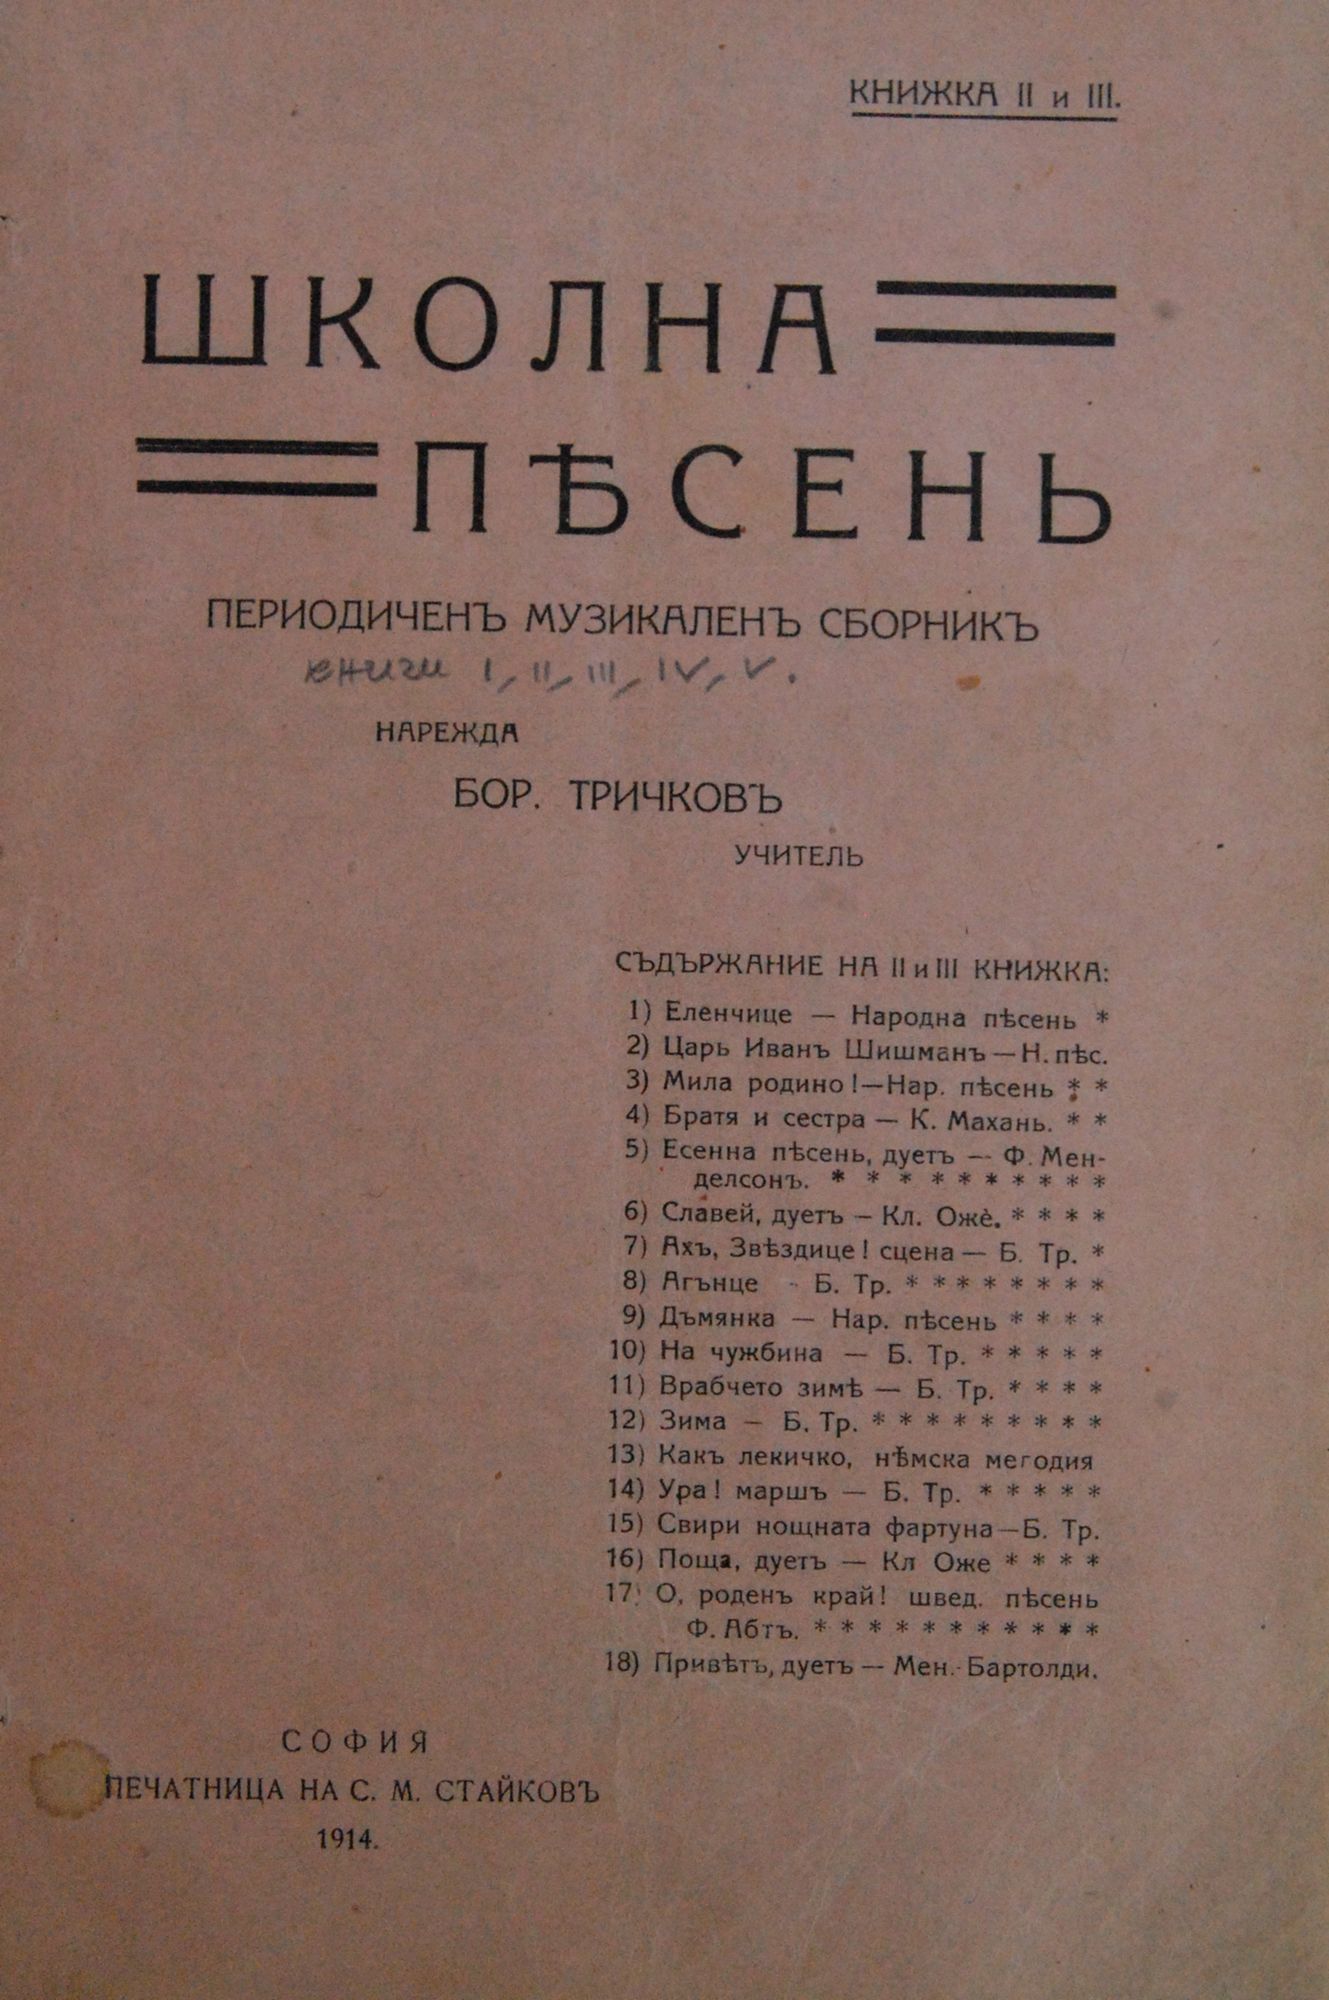 КНИЖКА II и III.
ШКОЛНА
ПѢСЕНЬ
ПЕРИОДИЧЕНЪ МУЗИКАЛЕНЪ СБОРНИКЪ
книги I, II, III, IV, V.
НАРЕЖДА
БОР. ТРИЧКОВЪ
УЧИТЕЛЬ
СЪДЪРЖАНИЕ НА II и III КНИЖКА:
1) Еленчице — Народна пѣсень *
2) Царь Иванъ Шишманъ — Н. пѣс.
3) Мила родино! — Нар. пѣсень * *
4) Братя и сестра — К. Махань. * *
5) Есенна пѣсень, дуетъ — Ф. Мен-
делсонъ. * * * * * * * * * *
6) Славей, дуетъ – Кл. Ожѐ. * * * *
7) Ахъ, Звѣздице! сцена — Б. Тр. *
8) Агънце - Б. Тр. * * * * * * * *
9) Дъмянка — Нар. пѣсень * * * *
10) На чужбина — Б. Тр. * * * * *
11) Врабчето зимѣ — Б. Тр. * * * *
12) Зима — Б. Тр. * * * * * * * * *
13) Какъ лекичко, нѣмска мегодия
14) Ура! маршъ — Б. Тр. * * * * *
15) Свири нощната фартуна — Б. Тр.
16) Поща, дуетъ — Кл Оже * * * *
17) О, роденъ край! швед. пѣсень
Ф. Абтъ. * * * * * * * * * * *
18) Привѣтъ, дуетъ — Мен.- Бартолди.
СОФИЯ
ПЕЧАТНИЦА НА С. М. СТАЙКОВЪ
1914.